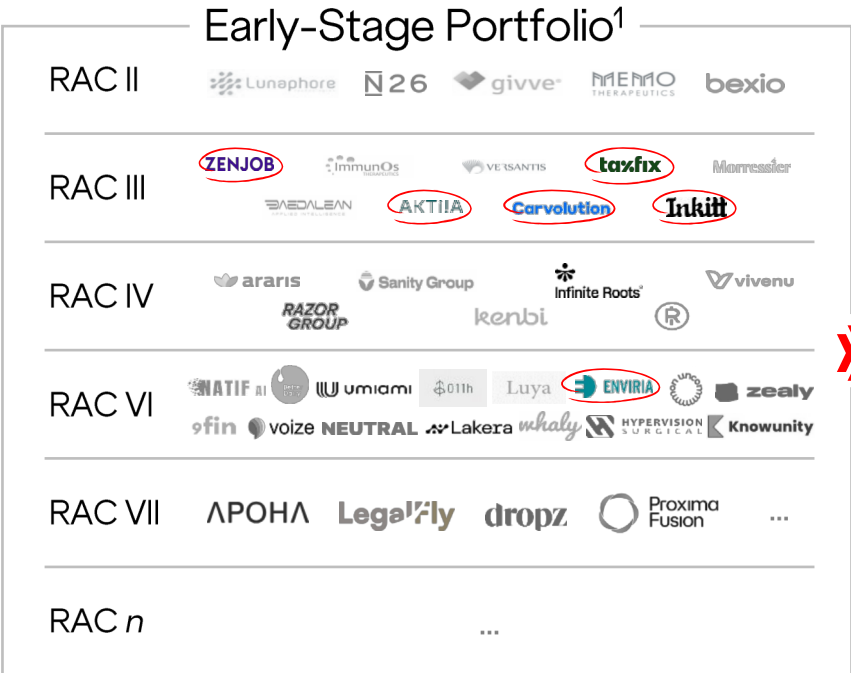 Early-Stage Portfolio¹
RAC II
Lunaphore N26 givve® MEMO THERAPEUTICS bexio
RAC III
ZENJOB ImmunOs THERAPEUTICS VERSANTIS taxfix Morressier
DAEDALEAN AKTIIA Carvolution Inkitt
RAC IV
araris Sanity Group Infinite Roots vivenu
RAZOR GROUP kenbi R
RAC VI
NATIF AI umiami 011h Luya ENVIRIA zealy
9fin voize NEUTRAL Lakera whaly HYPERVISION SURGICAL Knowunity
RAC VII
APOHA LegalFly dropz Proxima Fusion ...
RAC n
...